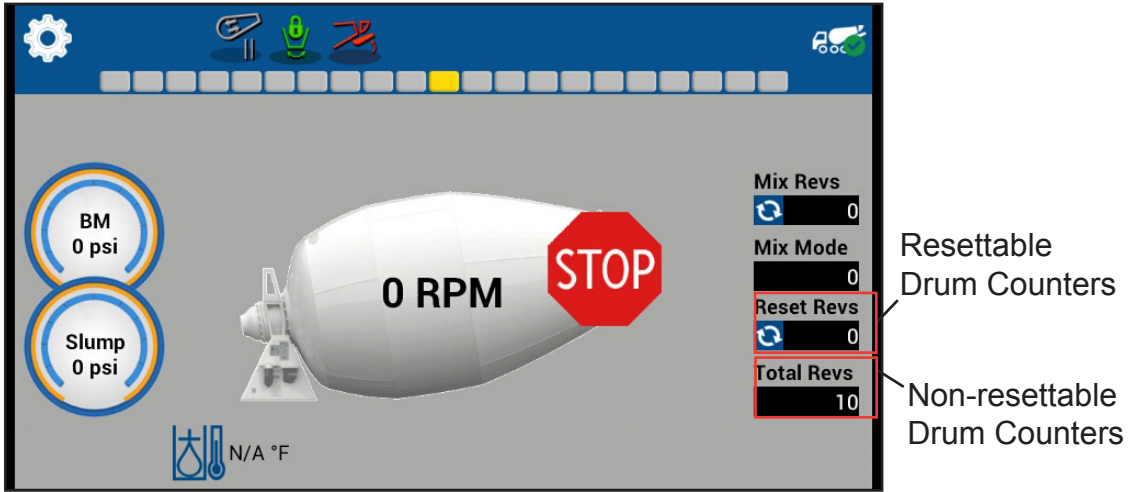 BM
0 psi
Slump
0 psi
0 RPM
STOP
N/A °F
Mix Revs
0
Mix Mode
0
Reset Revs
0
Total Revs
10
Resettable
Drum Counters
Non-resettable
Drum Counters